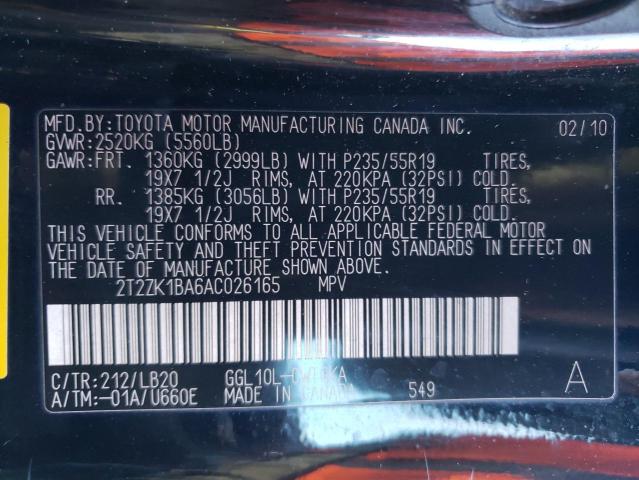 MFD.BY:TOYOTA MOTOR MANUFACTURING CANADA INC. 02/10
GVWR:2520KG (5560LB)
GAWR:FRT. 1360KG (2999LB) WITH P235/55R19 TIRES,
19X7 1/2J RIMS, AT 220KPA (32PSI) COLD.
RR. 1385KG (3056LB) WITH P235/55R19 TIRES,
19X7 1/2J RIMS, AT 220KPA (32PSI) COLD.
THIS VEHICLE CONFORMS TO ALL APPLICABLE FEDERAL MOTOR
VEHICLE SAFETY AND THEFT PREVENTION STANDARDS IN EFFECT ON
THE DATE OF MANUFACTURE SHOWN ABOVE.
2T2ZK1BA6AC026165 MPV
C/TR:212/LB20
A/TM:-01A/U660E MADE IN CANADA 549 A